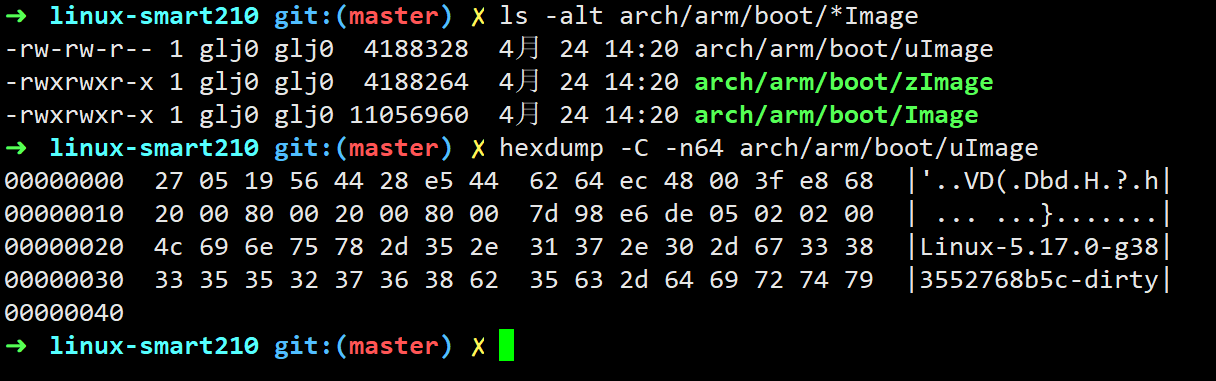 ➜  linux-smart210 git:(master) ✗ ls -alt arch/arm/boot/*Image
-rw-rw-r-- 1 glj0 glj0  4188328  4月 24 14:20 arch/arm/boot/uImage
-rwxrwxr-x 1 glj0 glj0  4188264  4月 24 14:20 arch/arm/boot/zImage
-rwxrwxr-x 1 glj0 glj0 11056960  4月 24 14:20 arch/arm/boot/Image
➜  linux-smart210 git:(master) ✗ hexdump -C -n64 arch/arm/boot/uImage
00000000  27 05 19 56 44 28 e5 44  62 64 ec 48 00 3f e8 68  |'..VD(.Dbd.H.?.h|
00000010  20 00 80 00 20 00 80 00  7d 98 e6 de 05 02 02 00  | ... ...}.......|
00000020  4c 69 6e 75 78 2d 35 2e  31 37 2e 30 2d 67 33 38  |Linux-5.17.0-g38|
00000030  33 35 35 32 37 36 38 62  35 63 2d 64 69 72 74 79  |3552768b5c-dirty|
00000040
➜  linux-smart210 git:(master) ✗